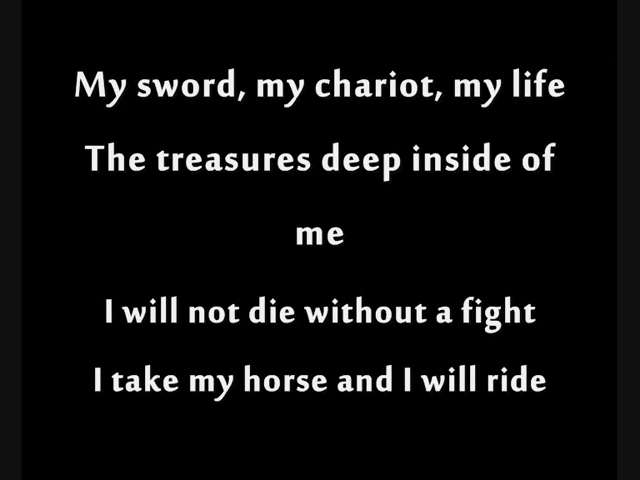 My sword, my chariot, my life
The treasures deep inside of
me
I will not die without a fight
I take my horse and I will ride